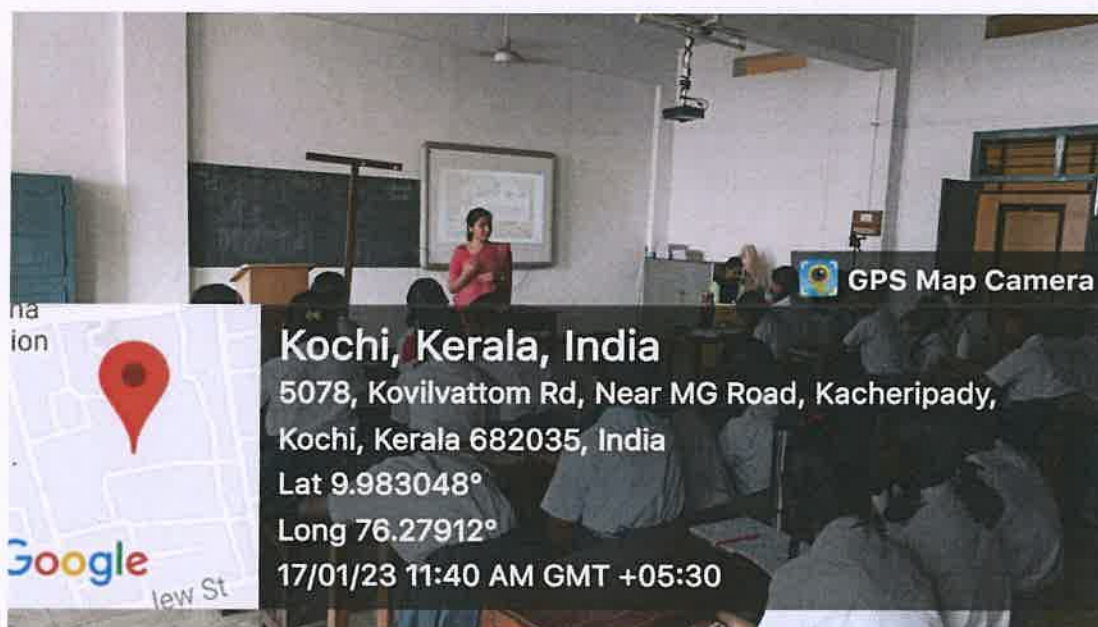 GPS Map Camera
na
ion
Kochi, Kerala, India
5078, Kovilvattom Rd, Near MG Road, Kacheripady,
Kochi, Kerala 682035, India
Lat 9.983048°
Long 76.27912°
17/01/23 11:40 AM GMT +05:30
Google
lew St